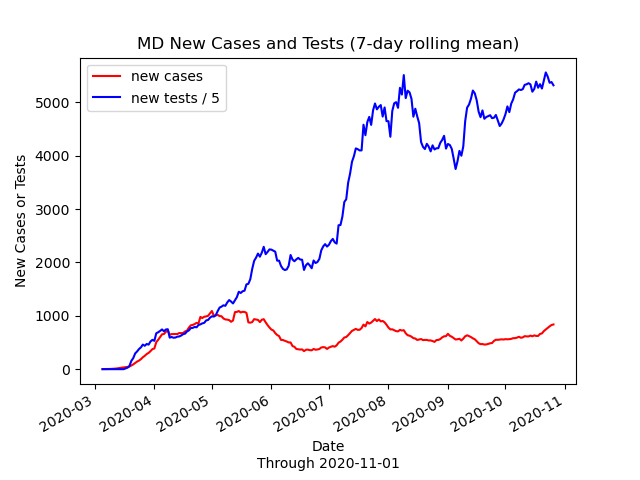 MD New Cases and Tests (7-day rolling mean)
new cases
new tests / 5
New Cases or Tests
5000
4000
3000
2000
1000
0
2020-03
2020-04
2020-05
2020-06
2020-07
2020-08
2020-09
2020-10
2020-11
Date
Through 2020-11-01